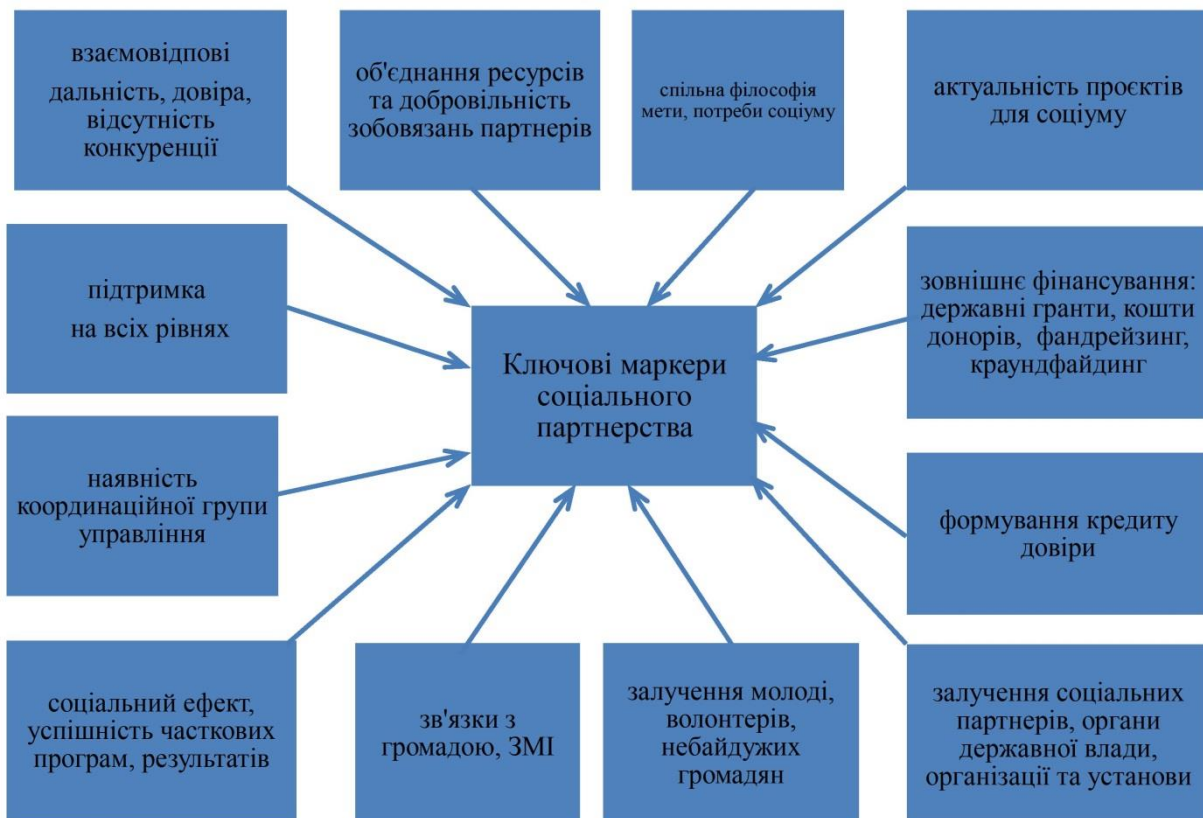 взаємовідпові
дальність, довіра,
відсутність
конкуренції
об'єднання ресурсів
та добровільність
зобовязань партнерів
спільна філософія
мети, потреби соціуму
актуальність проєктів
для соціуму
підтримка
на всіх рівнях
Ключові маркери
соціального
партнерства
зовнішнє фінансування:
державні гранти, кошти
донорів, фандрейзинг,
краундфайдинг
наявність
координаційної групи
управління
формування кредиту
довіри
соціальний ефект,
успішність часткових
програм, результатів
зв'язки з
громадою, ЗМІ
залучення молоді,
волонтерів,
небайдужих
громадян
залучення соціальних
партнерів, органи
державної влади,
організації та установи